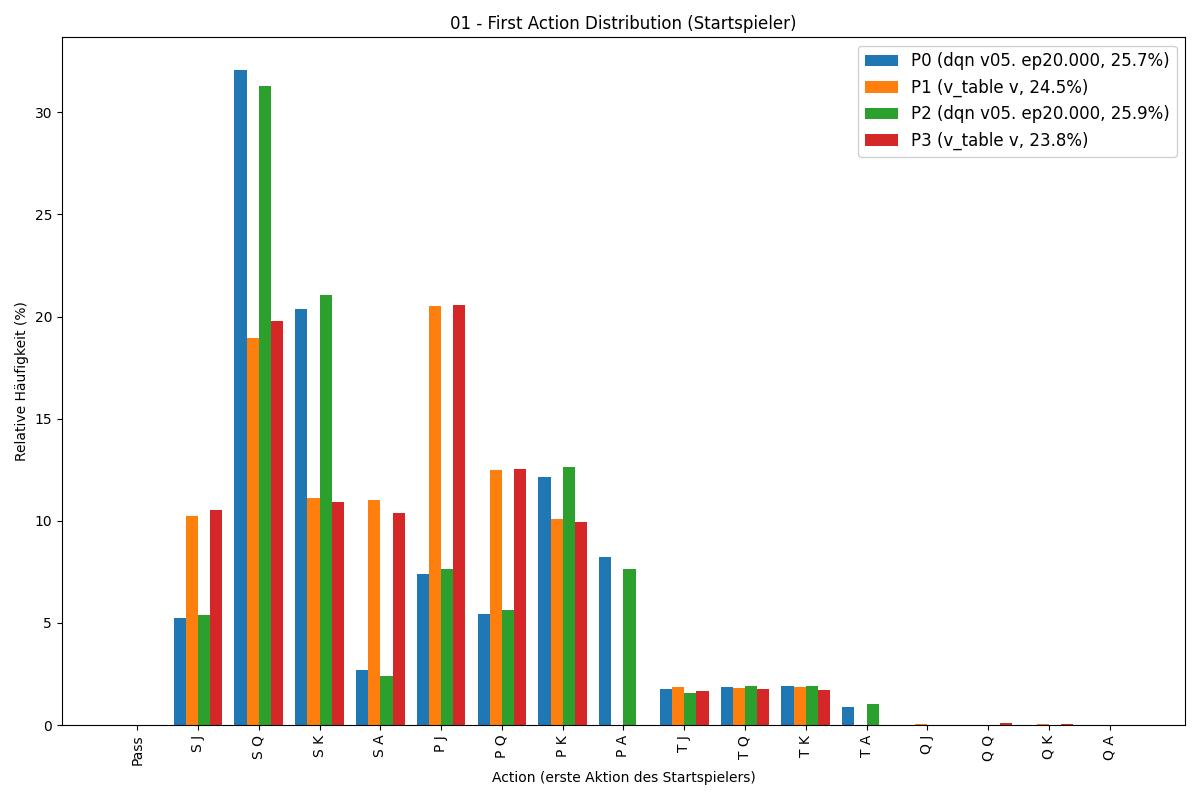 01 - First Action Distribution (Startspieler)
P0 (dqn v05. ep20.000, 25.7%)
P1 (v_table v, 24.5%)
P2 (dqn v05. ep20.000, 25.9%)
P3 (v_table v, 23.8%)
Relative Häufigkeit (%)
30
25
20
15
10
5
0
Pass
S J
S Q
S K
S A
P J
P Q
P K
P A
T J
T Q
T K
T A
Q J
Q Q
Q K
Q A
Action (erste Aktion des Startspielers)